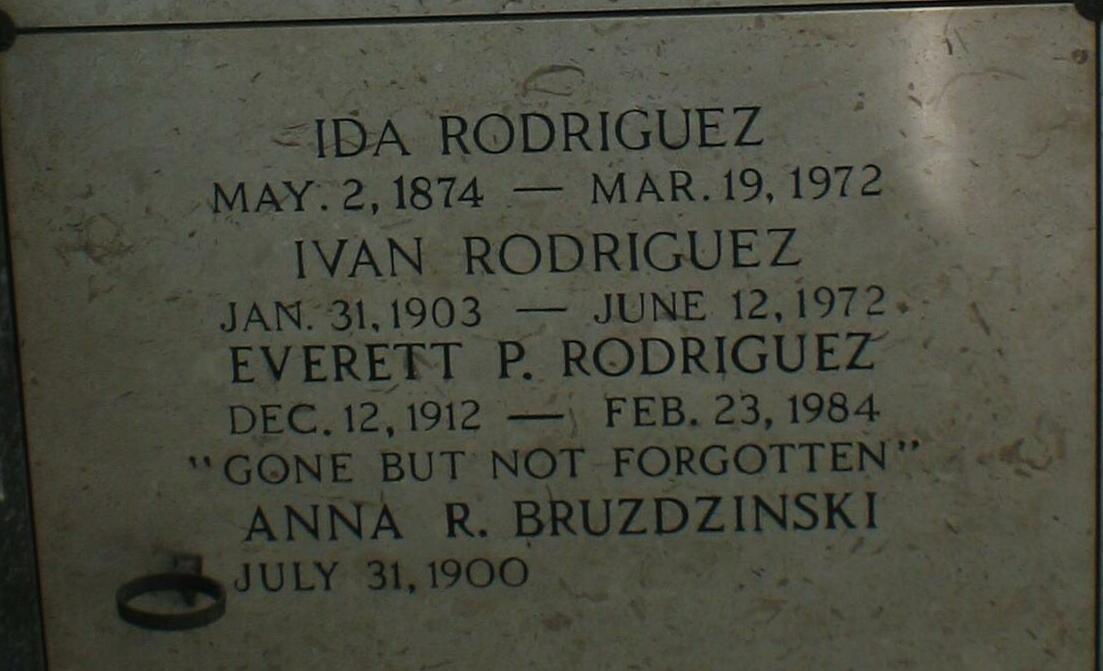 IDA RODRIGUEZ
MAY. 2, 1874 — MAR. 19, 1972
IVAN RODRIGUEZ
JAN. 31, 1903 — JUNE 12, 1972
EVERETT P. RODRIGUEZ
DEC. 12, 1912 — FEB. 23, 1984
"GONE BUT NOT FORGOTTEN"
ANNA R. BRUZDZINSKI
JULY 31, 1900